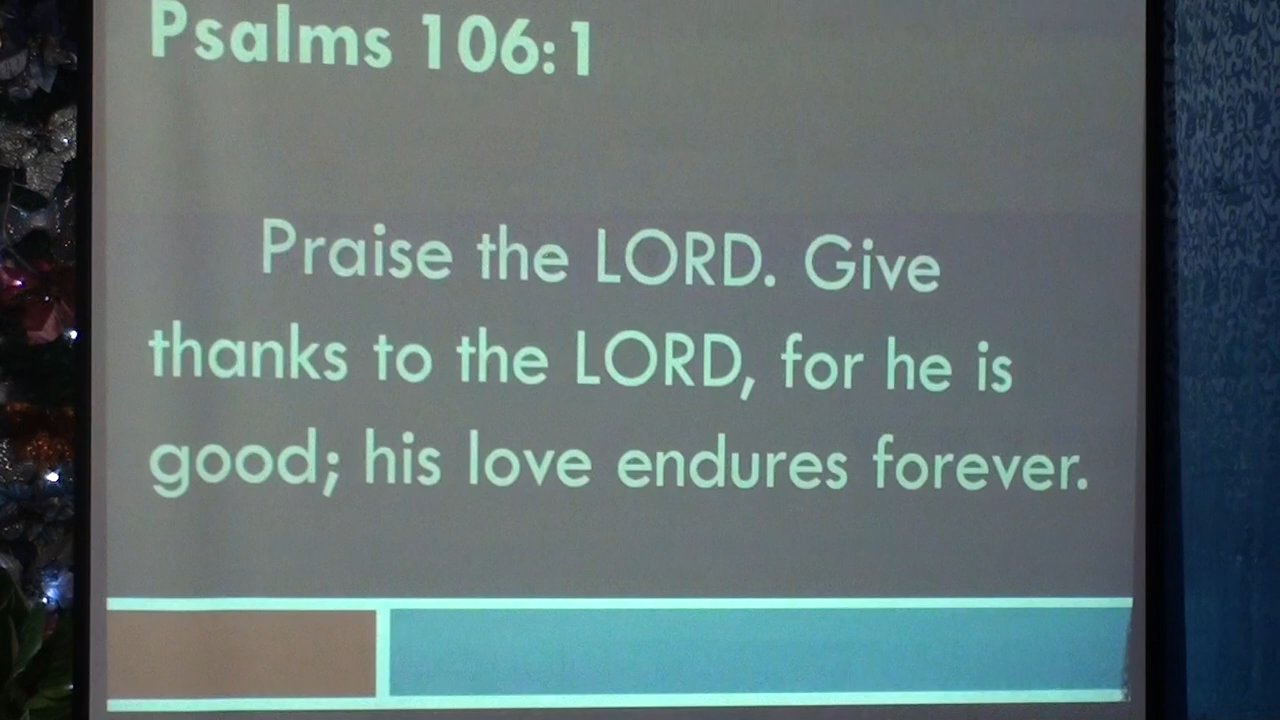 Psalms 106:1
Praise the LORD. Give
thanks to the LORD, for he is
good; his love endures forever.